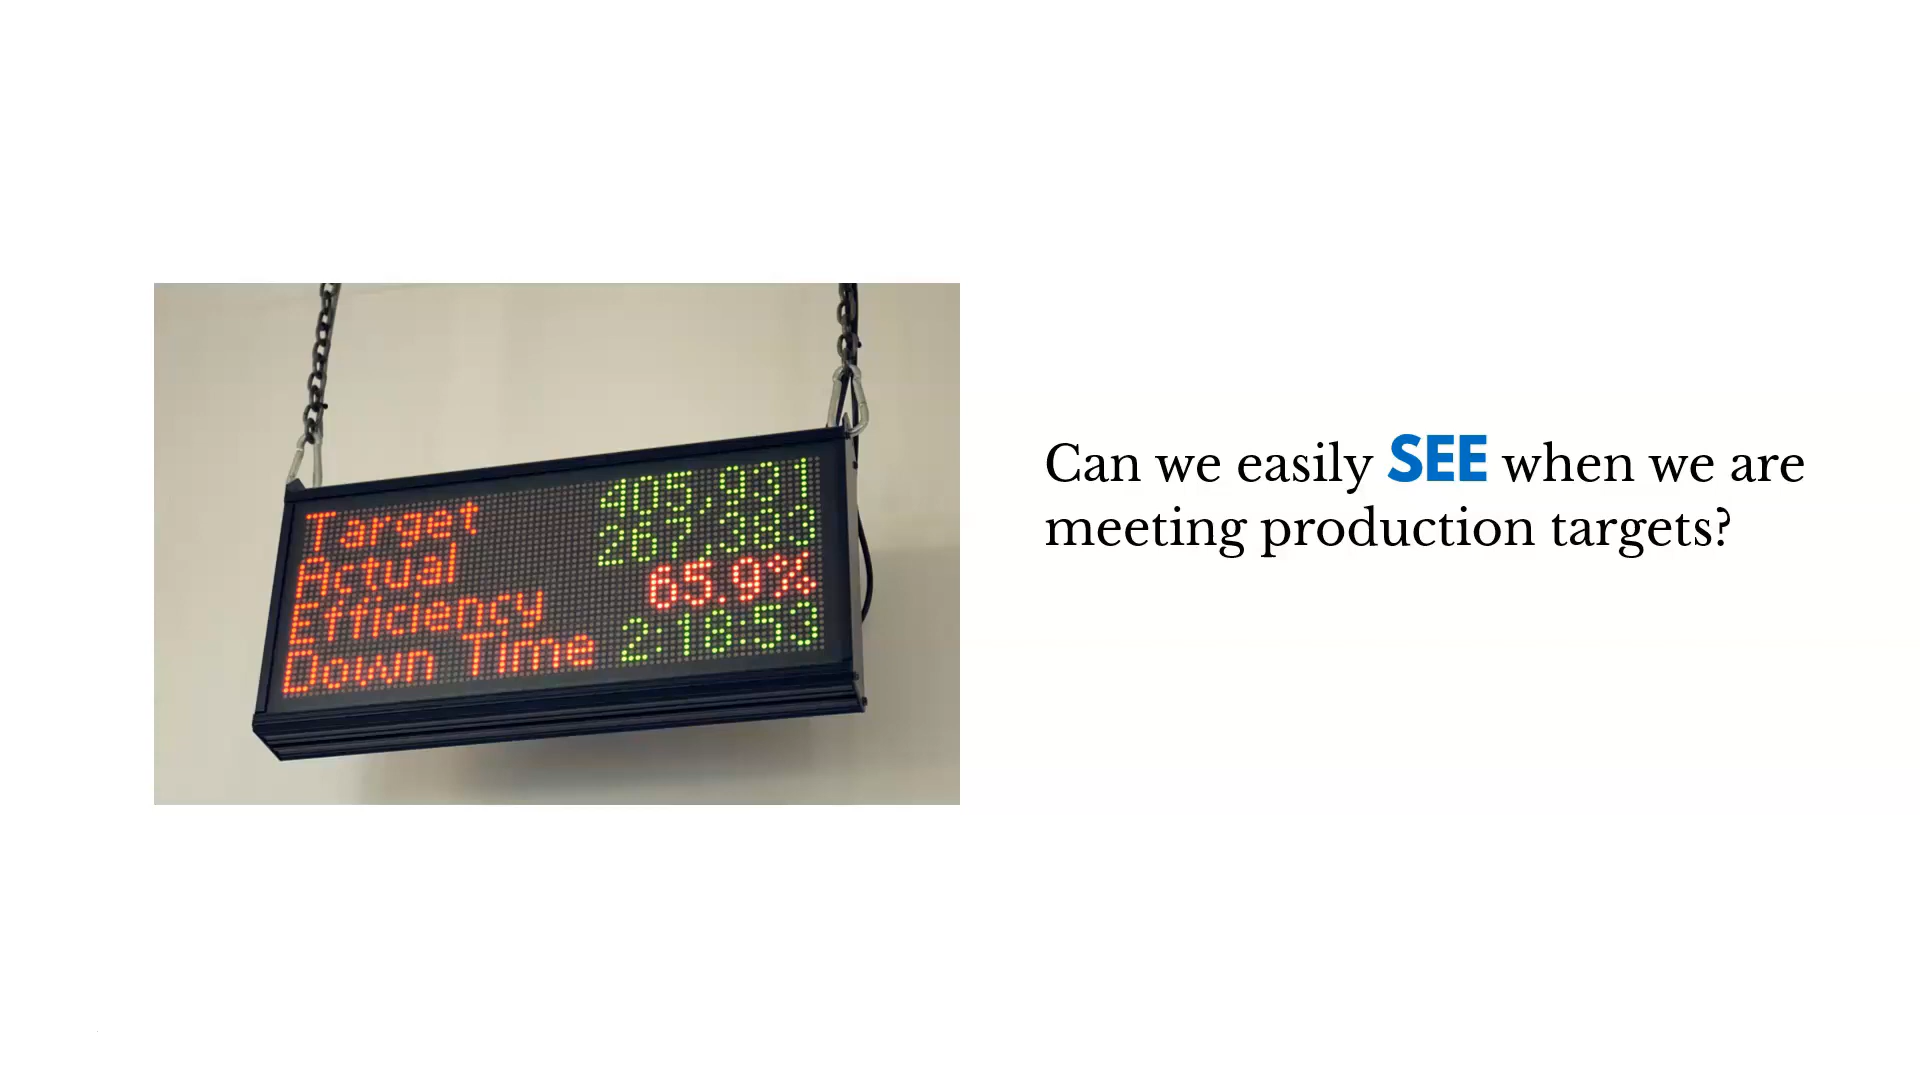 Target 405,931
Actual 267,383
Efficiency 65.9%
Down Time 2:18:53
Can we easily SEE when we are
meeting production targets?